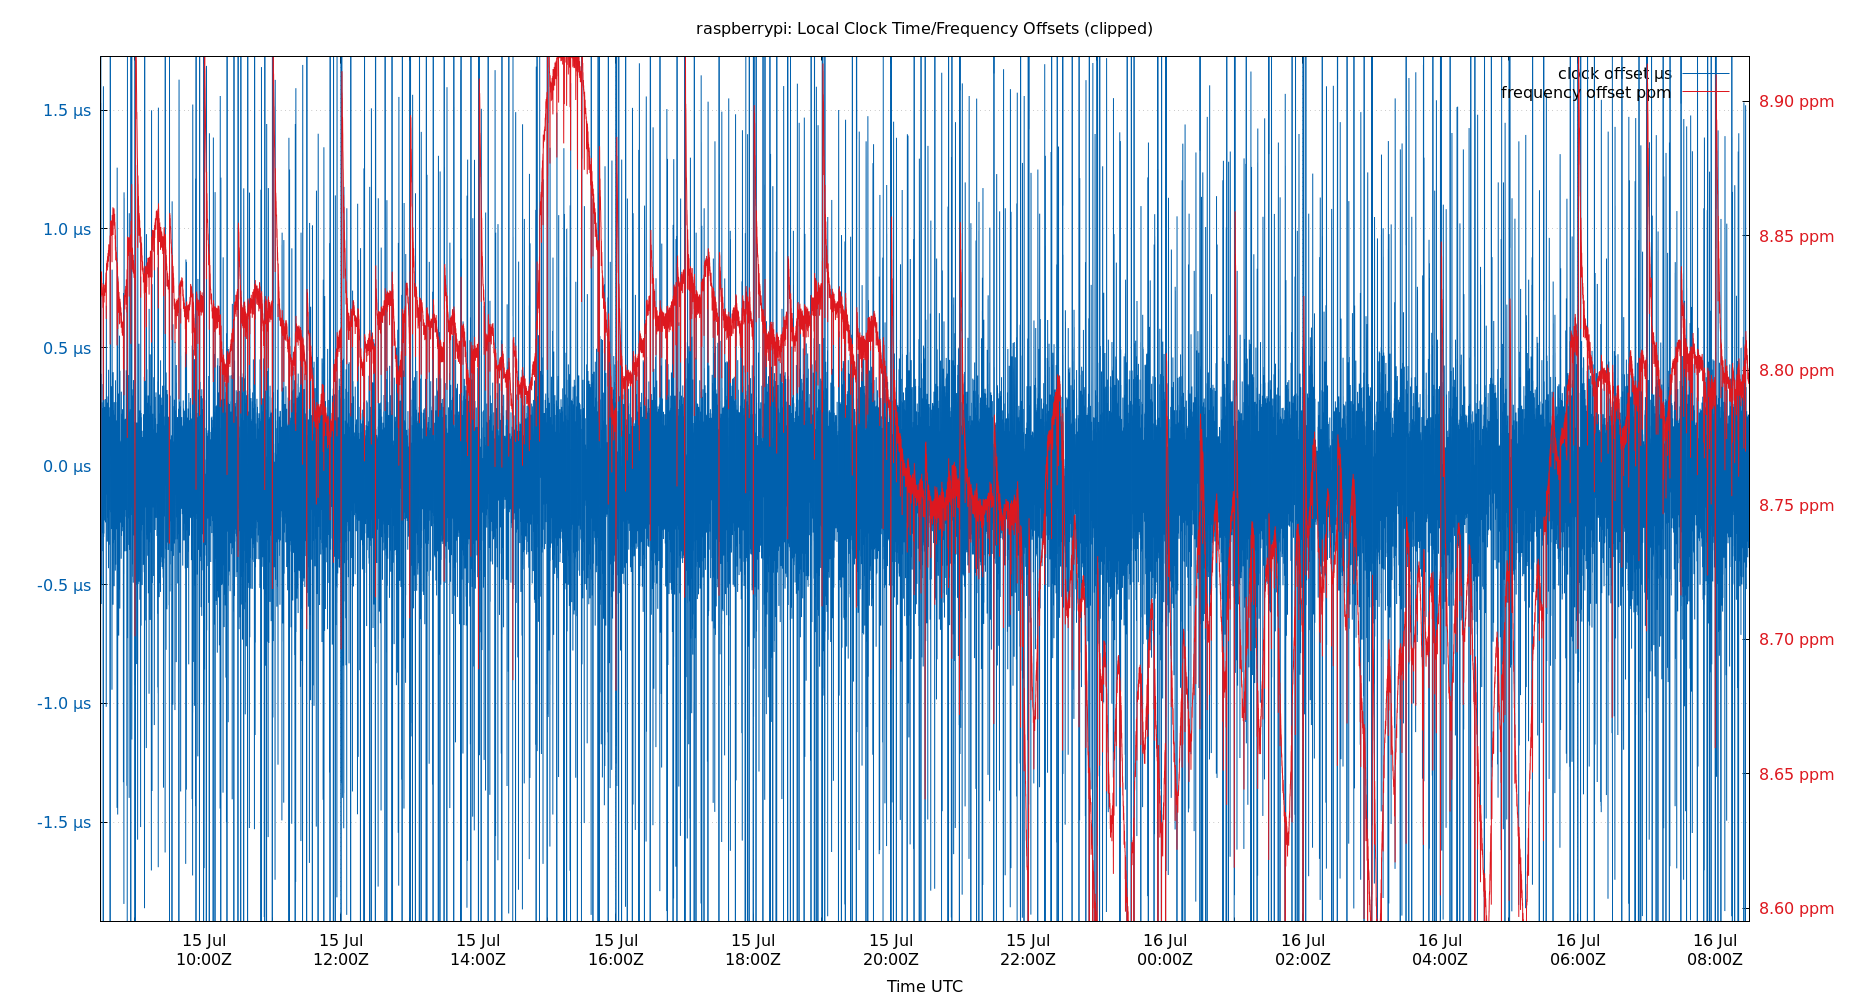 raspberrypi: Local Clock Time/Frequency Offsets (clipped)
clock offset µs
frequency offset ppm
1.5 µs
1.0 µs
0.5 µs
0.0 µs
-0.5 µs
-1.0 µs
-1.5 µs
8.90 ppm
8.85 ppm
8.80 ppm
8.75 ppm
8.70 ppm
8.65 ppm
8.60 ppm
15 Jul 15 Jul 15 Jul 15 Jul 15 Jul 15 Jul 15 Jul 16 Jul 16 Jul 16 Jul 16 Jul 16 Jul
10:00Z 12:00Z 14:00Z 16:00Z 18:00Z 20:00Z 22:00Z 00:00Z 02:00Z 04:00Z 06:00Z 08:00Z
Time UTC